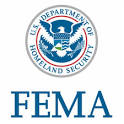 U.S. DEPARTMENT OF
HOMELAND SECURITY
FEMA